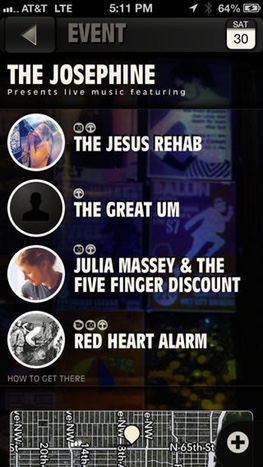 AT&T LTE 5:11 PM 64%
EVENT
SAT
30
THE JOSEPHINE
Presents live music featuring
THE JESUS REHAB
THE GREAT UM
JULIA MASSEY & THE
FIVE FINGER DISCOUNT
RED HEART ALARM
HOW TO GET THERE
N-65th-St